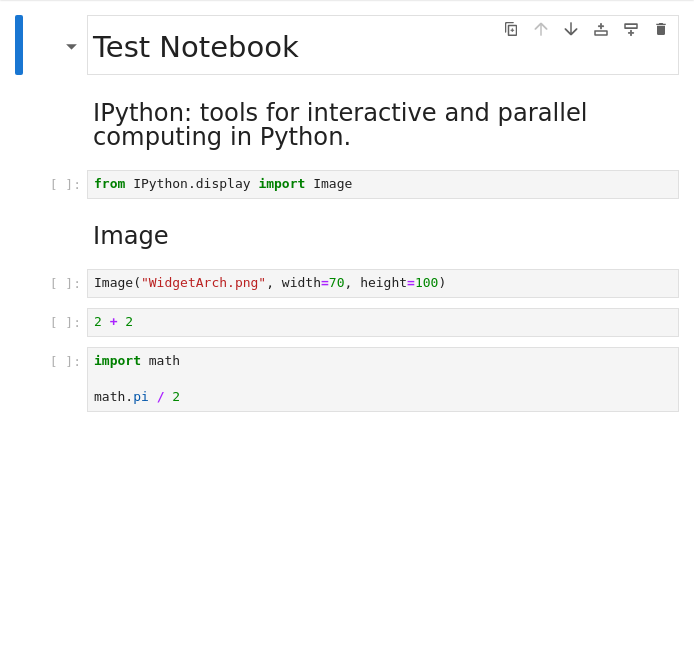 Test Notebook
IPython: tools for interactive and parallel
computing in Python.
[ ]: from IPython.display import Image
Image
[ ]: Image("WidgetArch.png", width=70, height=100)
[ ]: 2 + 2
[ ]: import math
math.pi / 2